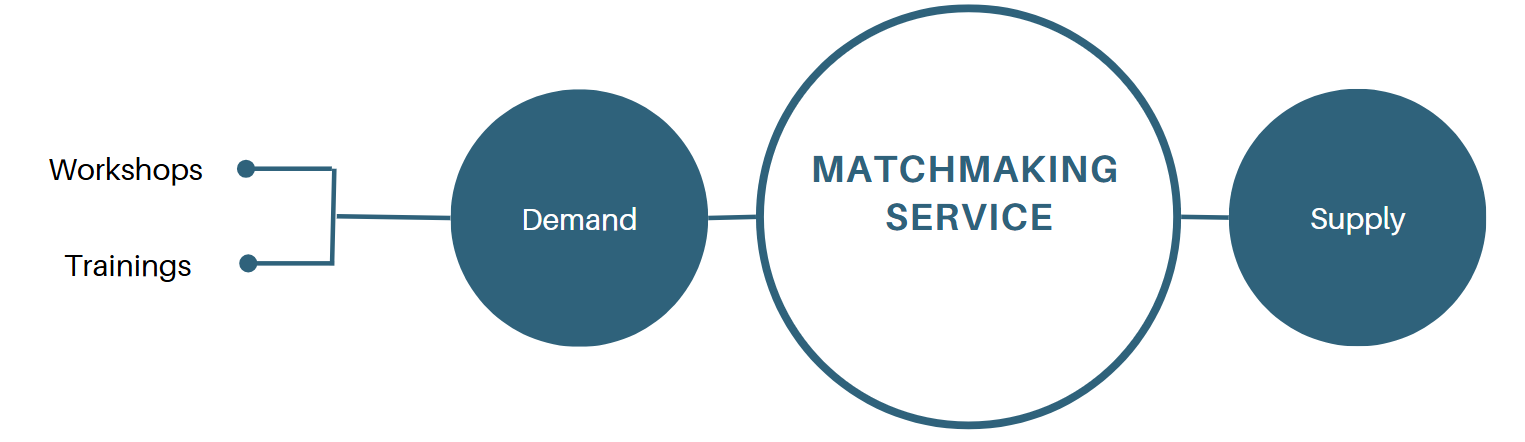 Workshops
Trainings
Demand
MATCHMAKING
SERVICE
Supply